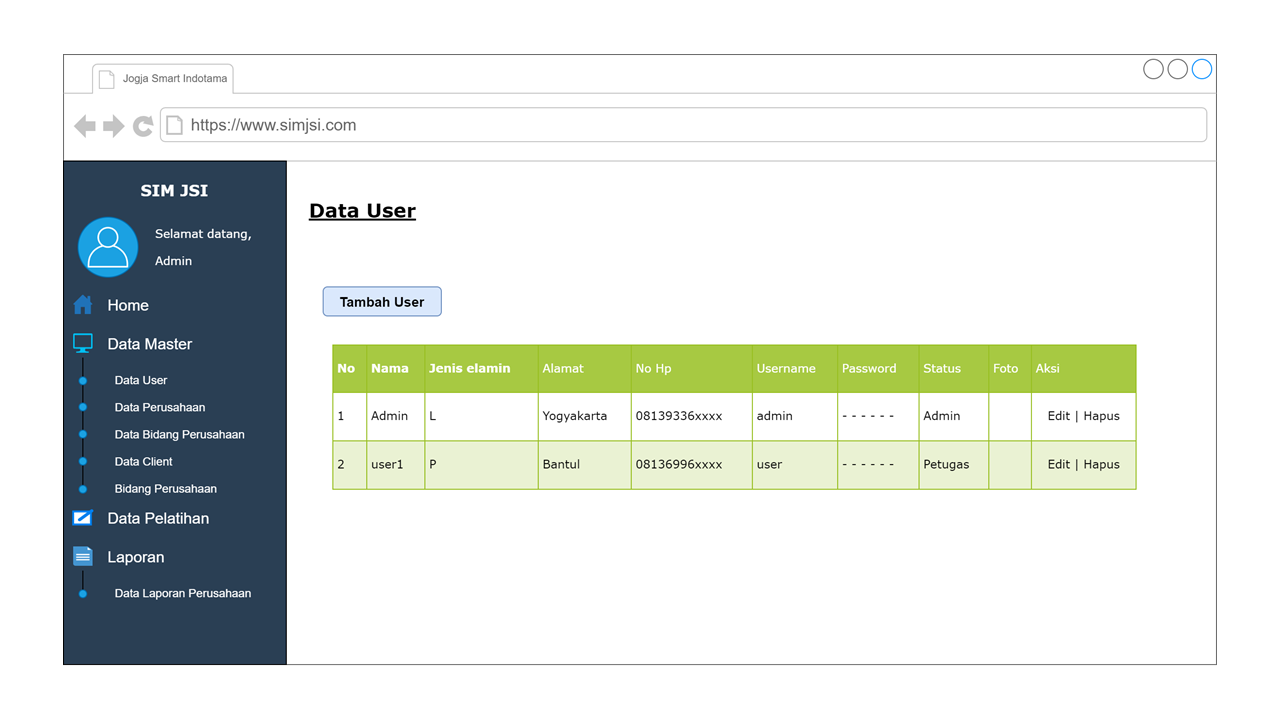 Jogja Smart Indotama
https://www.simjsi.com
SIM JSI
Selamat datang,
Admin
Home
Data Master
Data User
Data Perusahaan
Data Bidang Perusahaan
Data Client
Bidang Perusahaan
Data Pelatihan
Laporan
Data Laporan Perusahaan
Data User
Tambah User
No Nama Jenis elamin Alamat No Hp Username Password Status Foto Aksi
1 Admin L Yogyakarta 08139336xxxx admin - - - - - - Admin Edit | Hapus
2 user1 P Bantul 08136996xxxx user - - - - - - Petugas Edit | Hapus